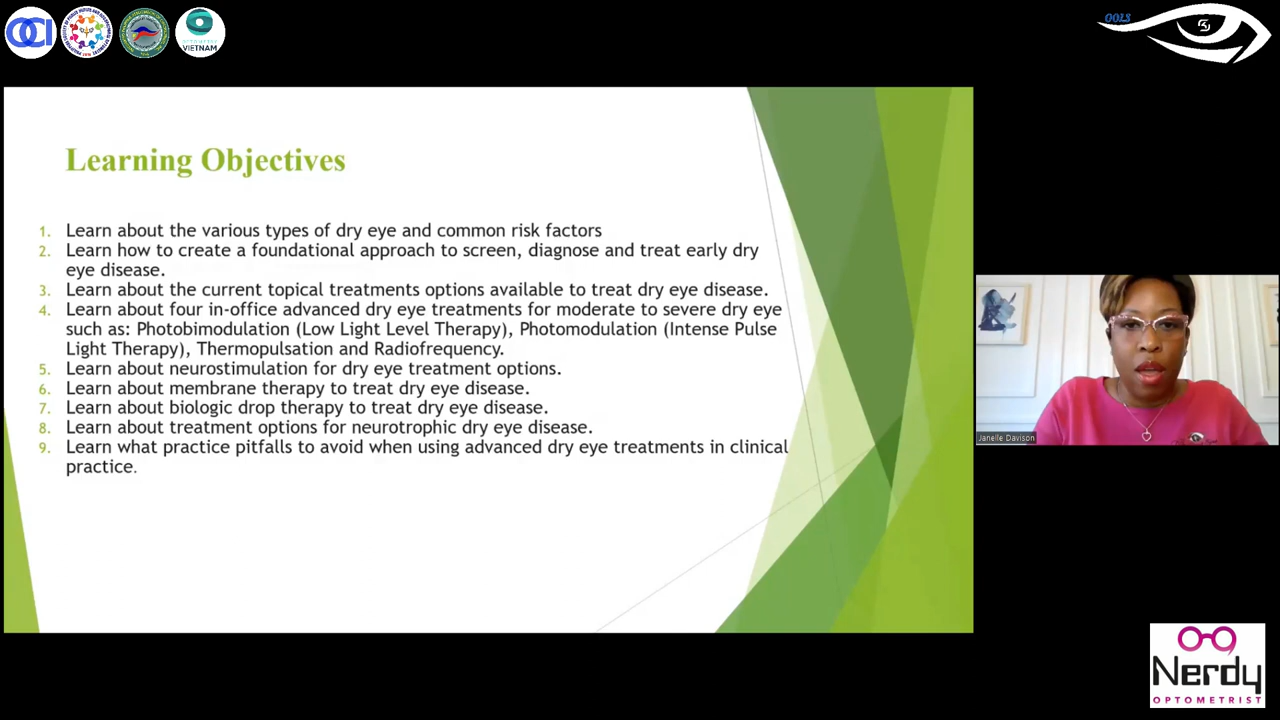 OCI
OPTOMETRY
VIETNAM
OOLS
Learning Objectives
1. Learn about the various types of dry eye and common risk factors
2. Learn how to create a foundational approach to screen, diagnose and treat early dry
eye disease.
3. Learn about the current topical treatments options available to treat dry eye disease.
4. Learn about four in-office advanced dry eye treatments for moderate to severe dry eye
such as: Photobimodulation (Low Light Level Therapy), Photomodulation (Intense Pulse
Light Therapy), Thermopulsation and Radiofrequency.
5. Learn about neurostimulation for dry eye treatment options.
6. Learn about membrane therapy to treat dry eye disease.
7. Learn about biologic drop therapy to treat dry eye disease.
8. Learn about treatment options for neurotrophic dry eye disease.
9. Learn what practice pitfalls to avoid when using advanced dry eye treatments in clinical
practice.
Janelle Davison
Nerdy
OPTOMETRIST